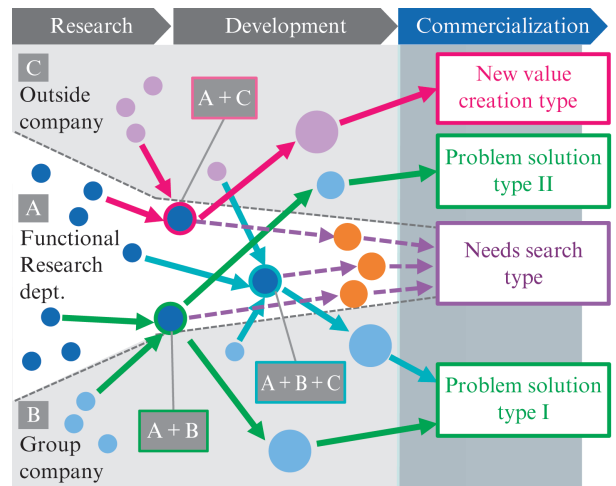 Research
Development
Commercialization
C
Outside
company
A + C
New value
creation type
Problem solution
type II
A
Functional
Research
dept.
Needs search
type
A + B + C
Problem solution
type I
B
Group
company
A + B